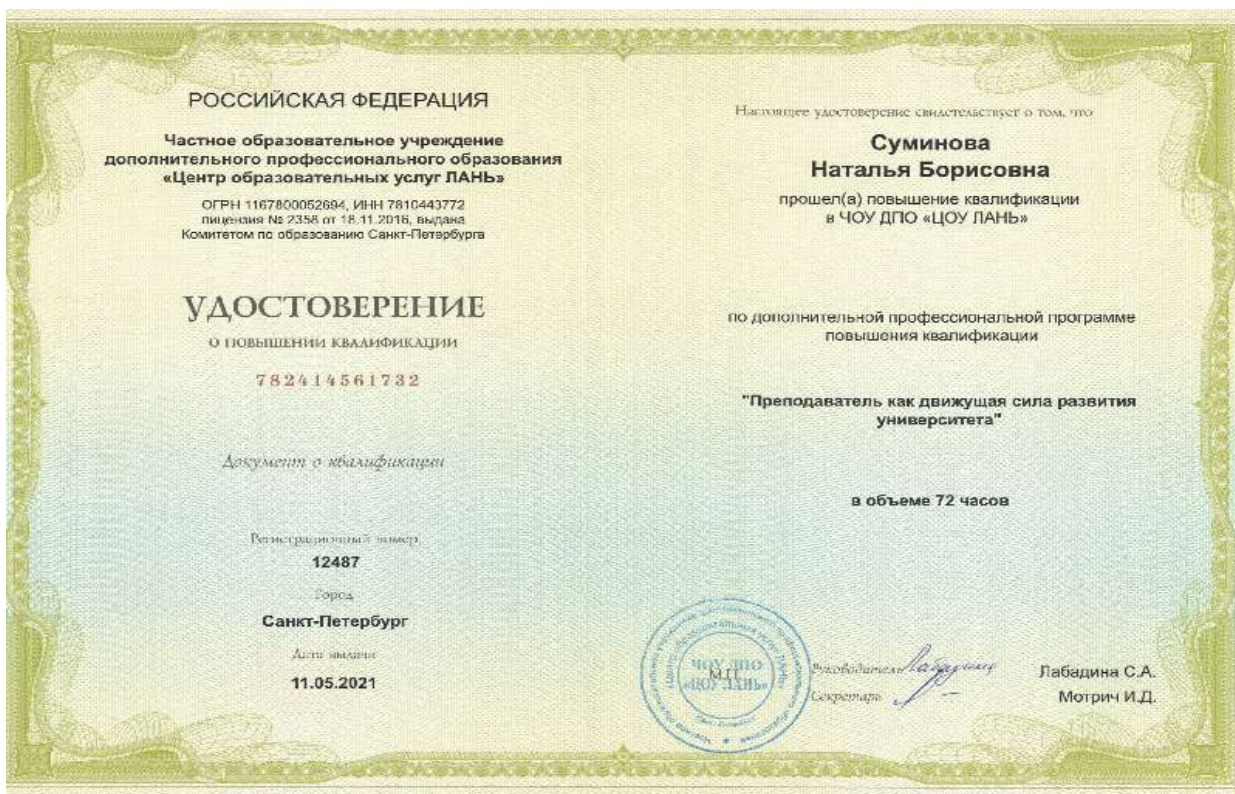 РОССИЙСКАЯ ФЕДЕРАЦИЯ
Частное образовательное учреждение
дополнительного профессионального образования
«Центр образовательных услуг ЛАНЬ»
ОГРН 1167800052694, ИНН 7810443772
лицензия № 2358 от 18.11.2016, выдана
Комитетом по образованию Санкт-Петербурга
УДОСТОВЕРЕНИЕ
О ПОВЫШЕНИИ КВАЛИФИКАЦИИ
782414561732
Документ о квалификации
Регистрационный номер
12487
Город
Санкт-Петербург
Дата выдачи
11.05.2021
Настоящее удостоверение свидетельствует о том, что
Суминова
Наталья Борисовна
прошел(а) повышение квалификации
в ЧОУ ДПО «ЦОУ ЛАНЬ»
по дополнительной профессиональной программе
повышения квалификации
"Преподаватель как движущая сила развития
университета"
в объеме 72 часов
ЧОУ ДПО
М.П.
«ЦОУ ЛАНЬ»
Руководитель Лабадина С.А.
Секретарь Мотрич И.Д.